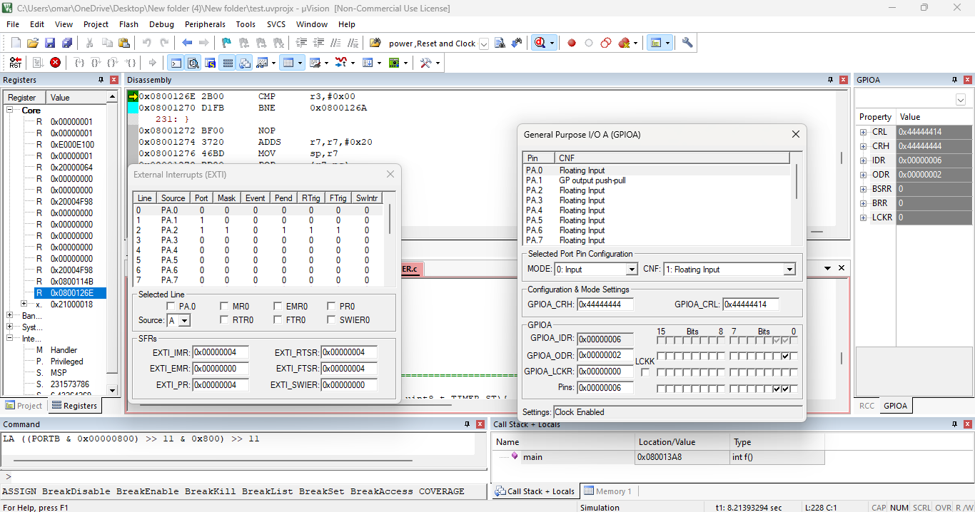 C:\Users\omar\OneDrive\Desktop\New folder (4)\New folder\test.uvprojx - µVision [Non-Commercial Use License]
File Edit View Project Flash Debug Peripherals Tools SVCS Window Help
power ,Reset and Clock
RST
Registers
Register Value
Core
R 0x00000001
R 0x00000001
R 0xE000E100
R 0x00000001
R 0x20000064
R 0x00000000
R 0x00000000
R 0x20004F98
R 0x00000000
R 0x00000000
R 0x00000000
R 0x00000000
R 0x00000000
R 0x20004F98
R 0x0800114B
R 0x0800126E
x. 0x21000018
Ban...
Syst...
Inte...
M Handler
P. Privileged
S. MSP
S. 231573786
Project Registers
Disassembly
0x0800126E 2B00 CMP r3,#0x00
0x08001270 D1FB BNE 0x0800126A
231: }
0x08001272 BF00 NOP
0x08001274 3720 ADDS r7,r7,#0x20
0x08001276 46BD MOV sp,r7
External Interrupts (EXTI)
Line Source Port Mask Event Pend RTrig FTrig SwIntr
0 PA.0 0 0 0 0 0 0 0
1 PA.1 1 0 0 0 0 0 0
2 PA.2 1 1 0 1 1 1 0
3 PA.3 0 0 0 0 0 0 0
4 PA.4 0 0 0 0 0 0 0
5 PA.5 0 0 0 0 0 0 0
6 PA.6 0 0 0 0 0 0 0
7 PA.7 0 0 0 0 0 0 0
Selected Line
PA.0 MR0 EMR0 PR0
Source: A RTR0 FTR0 SWIER0
SFRs
EXTI_IMR: 0x00000004 EXTI_RTSR: 0x00000004
EXTI_EMR: 0x00000000 EXTI_FTSR: 0x00000004
EXTI_PR: 0x00000004 EXTI_SWIER: 0x00000000
ER.c
General Purpose I/O A (GPIOA)
Pin CNF
PA.0 Floating Input
PA.1 GP output push-pull
PA.2 Floating Input
PA.3 Floating Input
PA.4 Floating Input
PA.5 Floating Input
PA.6 Floating Input
PA.7 Floating Input
Selected Port Pin Configuration
MODE: 0: Input CNF: 1: Floating Input
Configuration & Mode Settings
GPIOA_CRH: 0x44444444 GPIOA_CRL: 0x44444414
GPIOA 15 Bits 8 7 Bits 0
GPIOA_IDR: 0x00000006
GPIOA_ODR: 0x00000002 LCKK
GPIOA_LCKR: 0x00000000
Pins: 0x00000006
Settings: Clock Enabled
GPIOA
Property Value
CRL 0x44444414
CRH 0x44444444
IDR 0x00000006
ODR 0x00000002
BSRR 0
BRR 0
LCKR 0
RCC GPIOA
Command
LA ((PORTB & 0x00000800) >> 11 & 0x800) >> 11
>
ASSIGN BreakDisable BreakEnable BreakKill BreakList BreakSet BreakAccess COVERAGE
Call Stack + Locals
Name Location/Value Type
main 0x080013A8 int f()
Call Stack + Locals Memory 1
For Help, press F1 Simulation t1: 8.21393294 sec L:228 C:1 CAP NUM SCRL OVR R/W